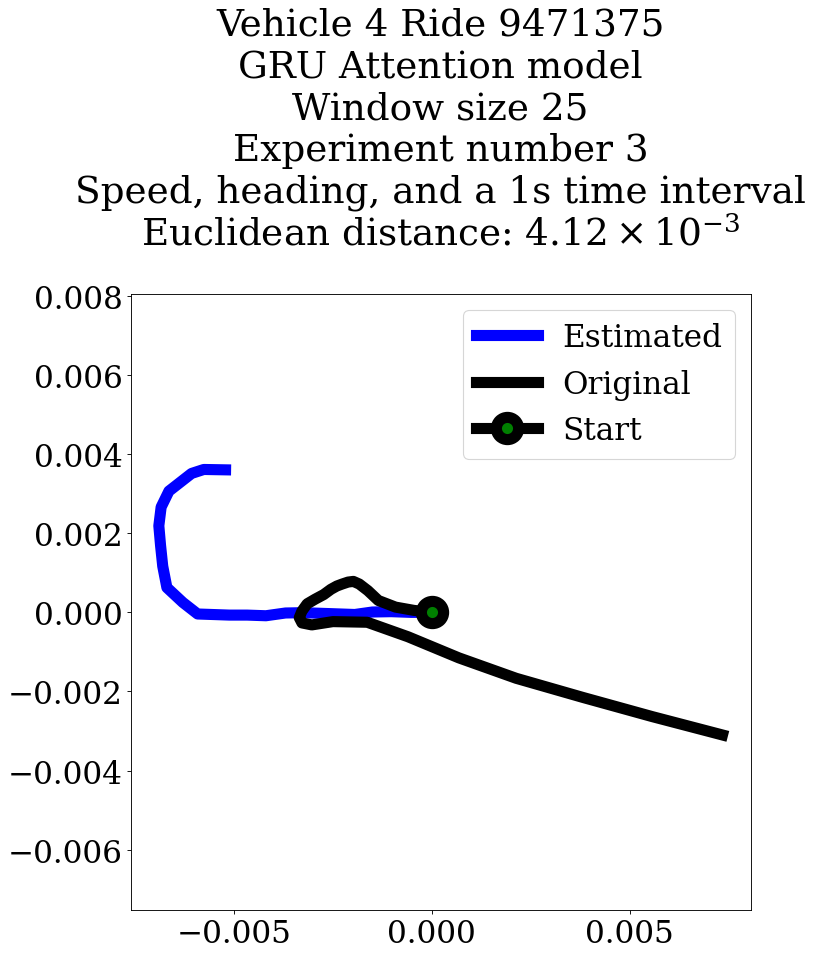 Vehicle 4 Ride 9471375
GRU Attention model
Window size 25
Experiment number 3
Speed, heading, and a 1s time interval
Euclidean distance: 4.12 × 10⁻³
0.008
0.006
0.004
0.002
0.000
−0.002
−0.004
−0.006
Estimated
Original
Start
−0.005
0.000
0.005